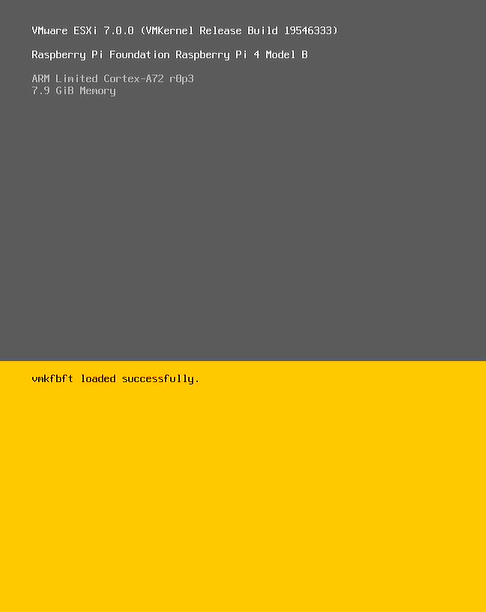 VMware ESXi 7.0.0 (VMKernel Release Build 19546333)
Raspberry Pi Foundation Raspberry Pi 4 Model B
ARM Limited Cortex-A72 r0p3
7.9 GiB Memory
vmkfbft loaded successfully.